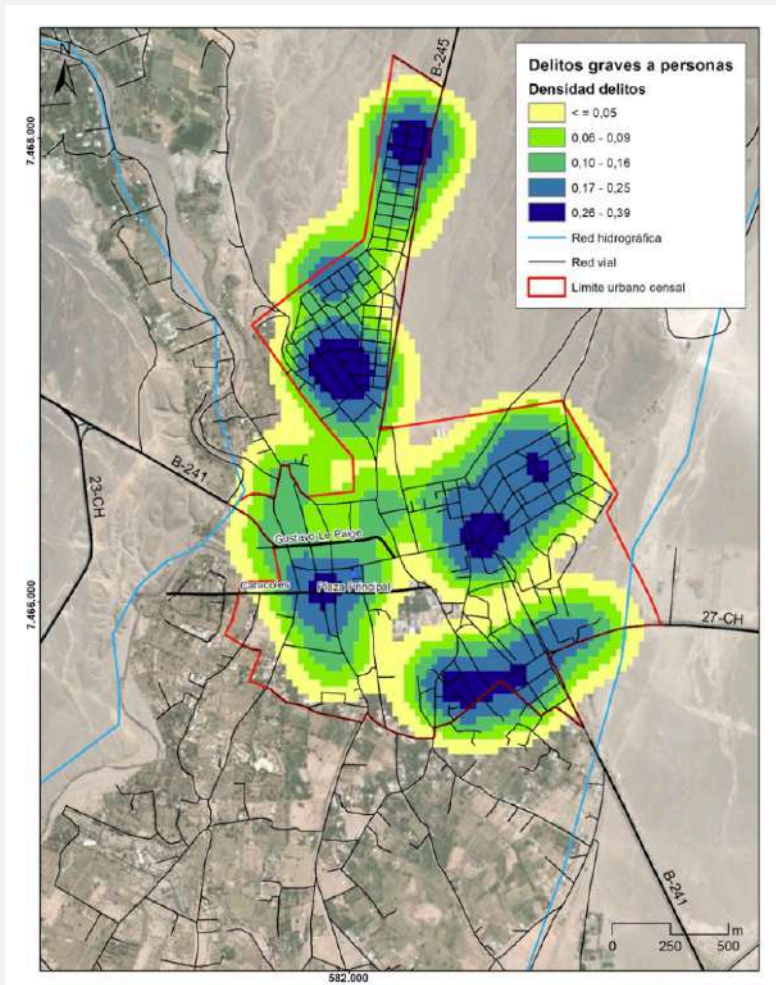 N
B-245
7.468.000
Delitos graves a personas
Densidad delitos
< = 0,05
0,06 - 0,09
0,10 - 0,16
0,17 - 0,25
0,26 - 0,39
Red hidrográfica
Red vial
Limite urbano censal
B-241
23-CH
Gustavo Le Paige
Caracoles
Plaza Principal
7.466.000
27-CH
B-241
m
0 250 500
582.000